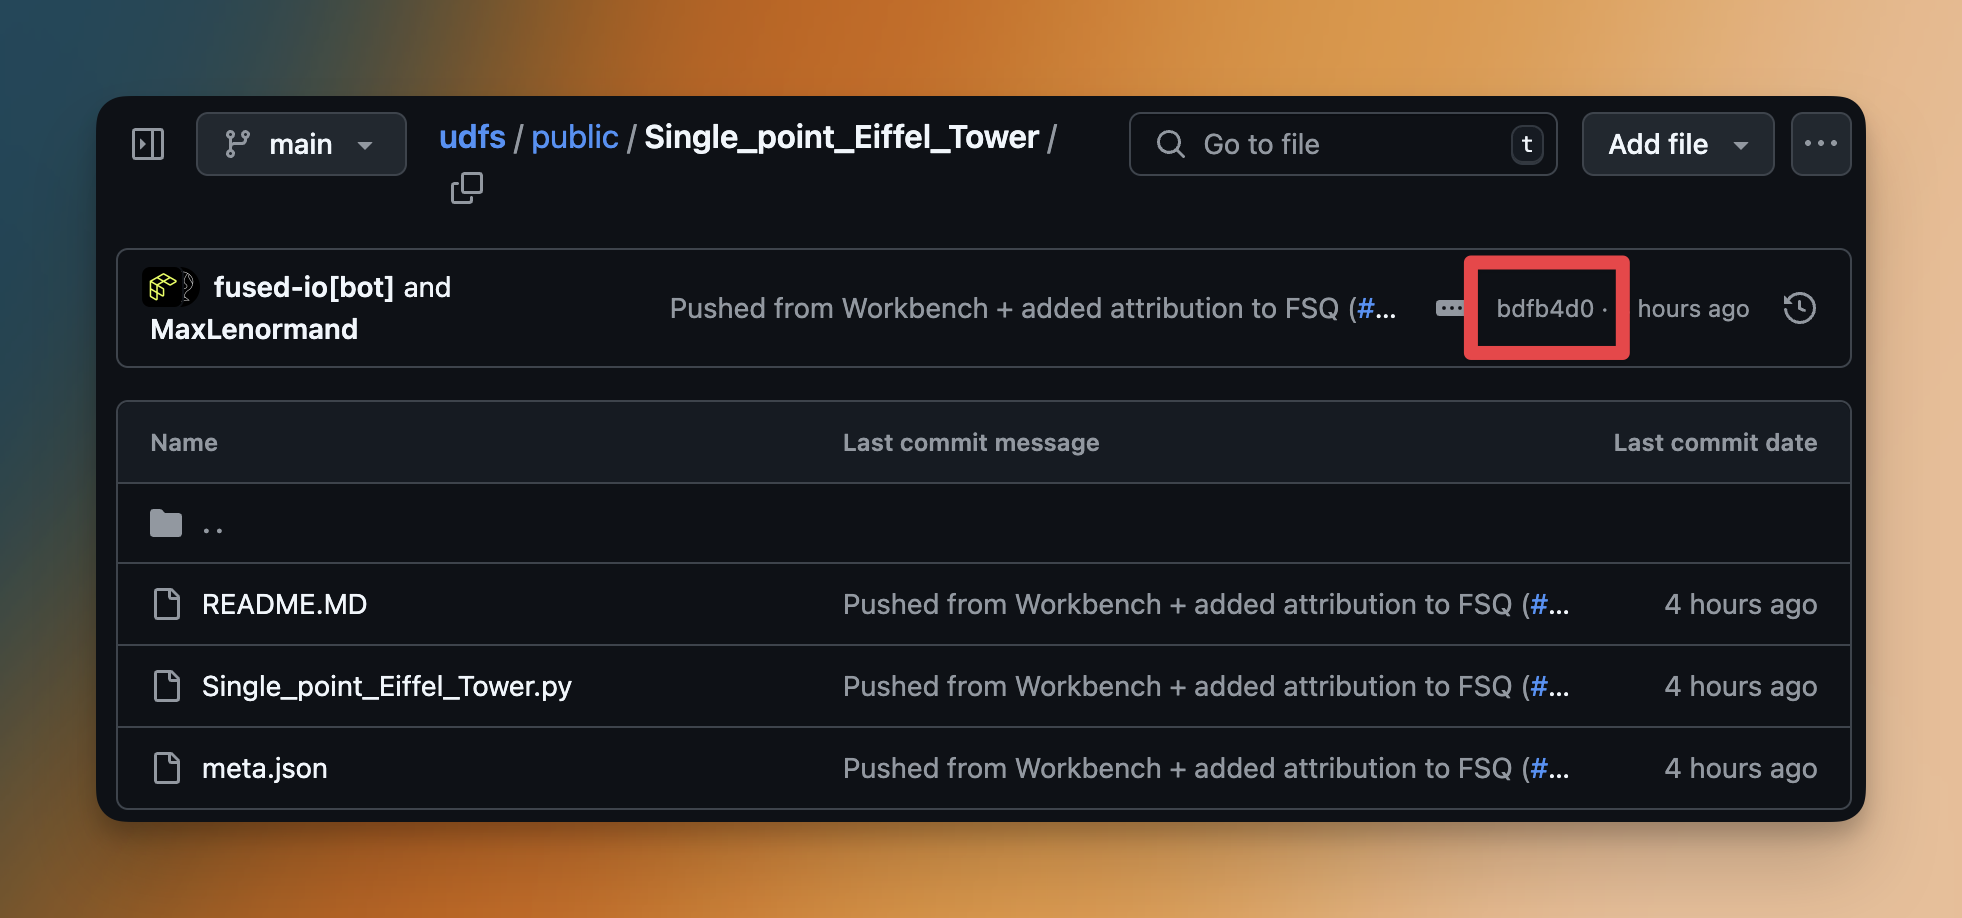 main
udfs / public / Single_point_Eiffel_Tower /
Go to file
t
Add file
fused-io[bot] and
MaxLenormand
Pushed from Workbench + added attribution to FSQ (#...
bdfb4d0 ·
hours ago
Name
Last commit message
Last commit date
..
README.MD
Pushed from Workbench + added attribution to FSQ (#...
4 hours ago
Single_point_Eiffel_Tower.py
Pushed from Workbench + added attribution to FSQ (#...
4 hours ago
meta.json
Pushed from Workbench + added attribution to FSQ (#...
4 hours ago